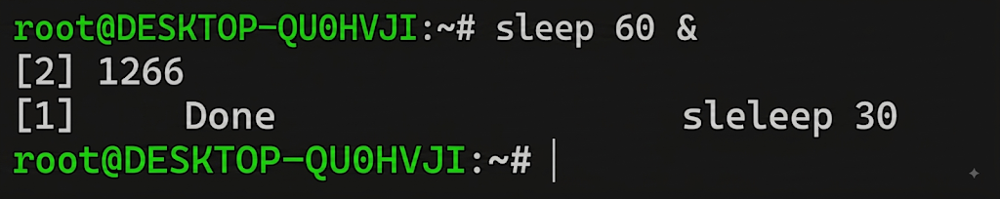 root@DESKTOP-QU0HVJI:~# sleep 60 &
[2] 1266
[1]     Done                    sleleep 30
root@DESKTOP-QU0HVJI:~#